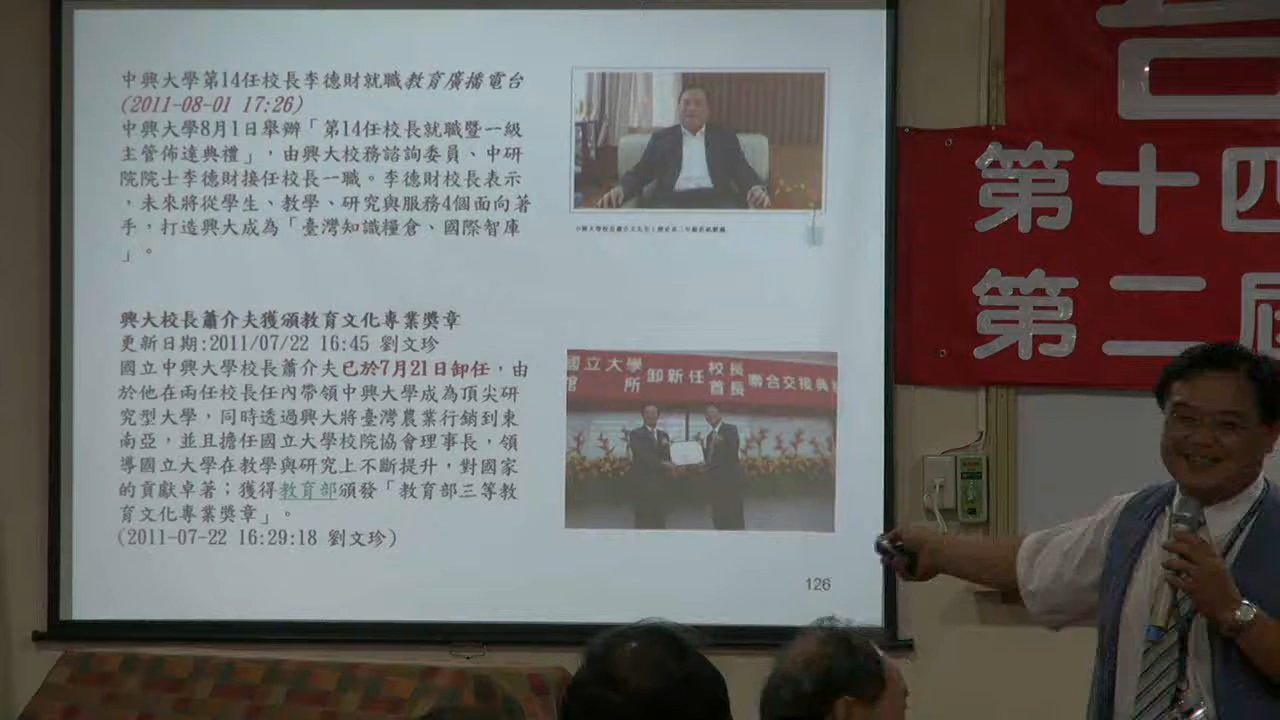 中興大學第14任校長李德財就職教育廣播電台
(2011-08-01 17:26)
中興大學8月1日舉辦「第14任校長就職暨一級
主管佈達典禮」，由興大校務諮詢委員、中研
院院士李德財接任校長一職。李德財校長表示
，未來將從學生、教學、研究與服務4個面向著
手，打造興大成為「臺灣知識糧倉、國際智庫
」。
興大校長蕭介夫獲頒教育文化專業獎章
更新日期:2011/07/22 16:45 劉文珍
國立中興大學校長蕭介夫已於7月21日卸任，由
於他在兩任校長任內帶領中興大學成為頂尖研
究型大學，同時透過興大將臺灣農業行銷到東
南亞，並且擔任國立大學校院協會理事長，領
導國立大學在教學與研究上不斷提升，對國家
的貢獻卓著；獲得教育部頒發「教育部三等教
育文化專業獎章」。
(2011-07-22 16:29:18 劉文珍)
國立大學 校長
館所 卸新任 首長 聯合交接典
126
第十四
第二屆